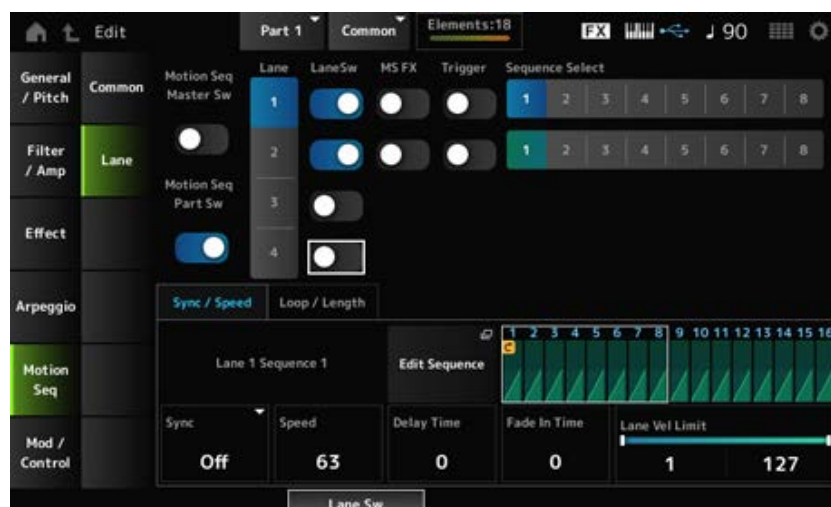 Edit
Part 1
Common
Elements:18
FX
90
General / Pitch
Filter / Amp
Effect
Arpeggio
Motion Seq
Mod / Control
Common
Lane
Motion Seq Master Sw
Motion Seq Part Sw
Lane LaneSw MS FX Trigger Sequence Select
1 1 2 3 4 5 6 7 8
2 1 2 3 4 5 6 7 8
3
4
Sync / Speed Loop / Length
Lane 1 Sequence 1
Edit Sequence
1 2 3 4 5 6 7 8 9 10 11 12 13 14 15 16
C
Sync Speed Delay Time Fade In Time Lane Vel Limit
Off 63 0 0 1 127
Lane Sw